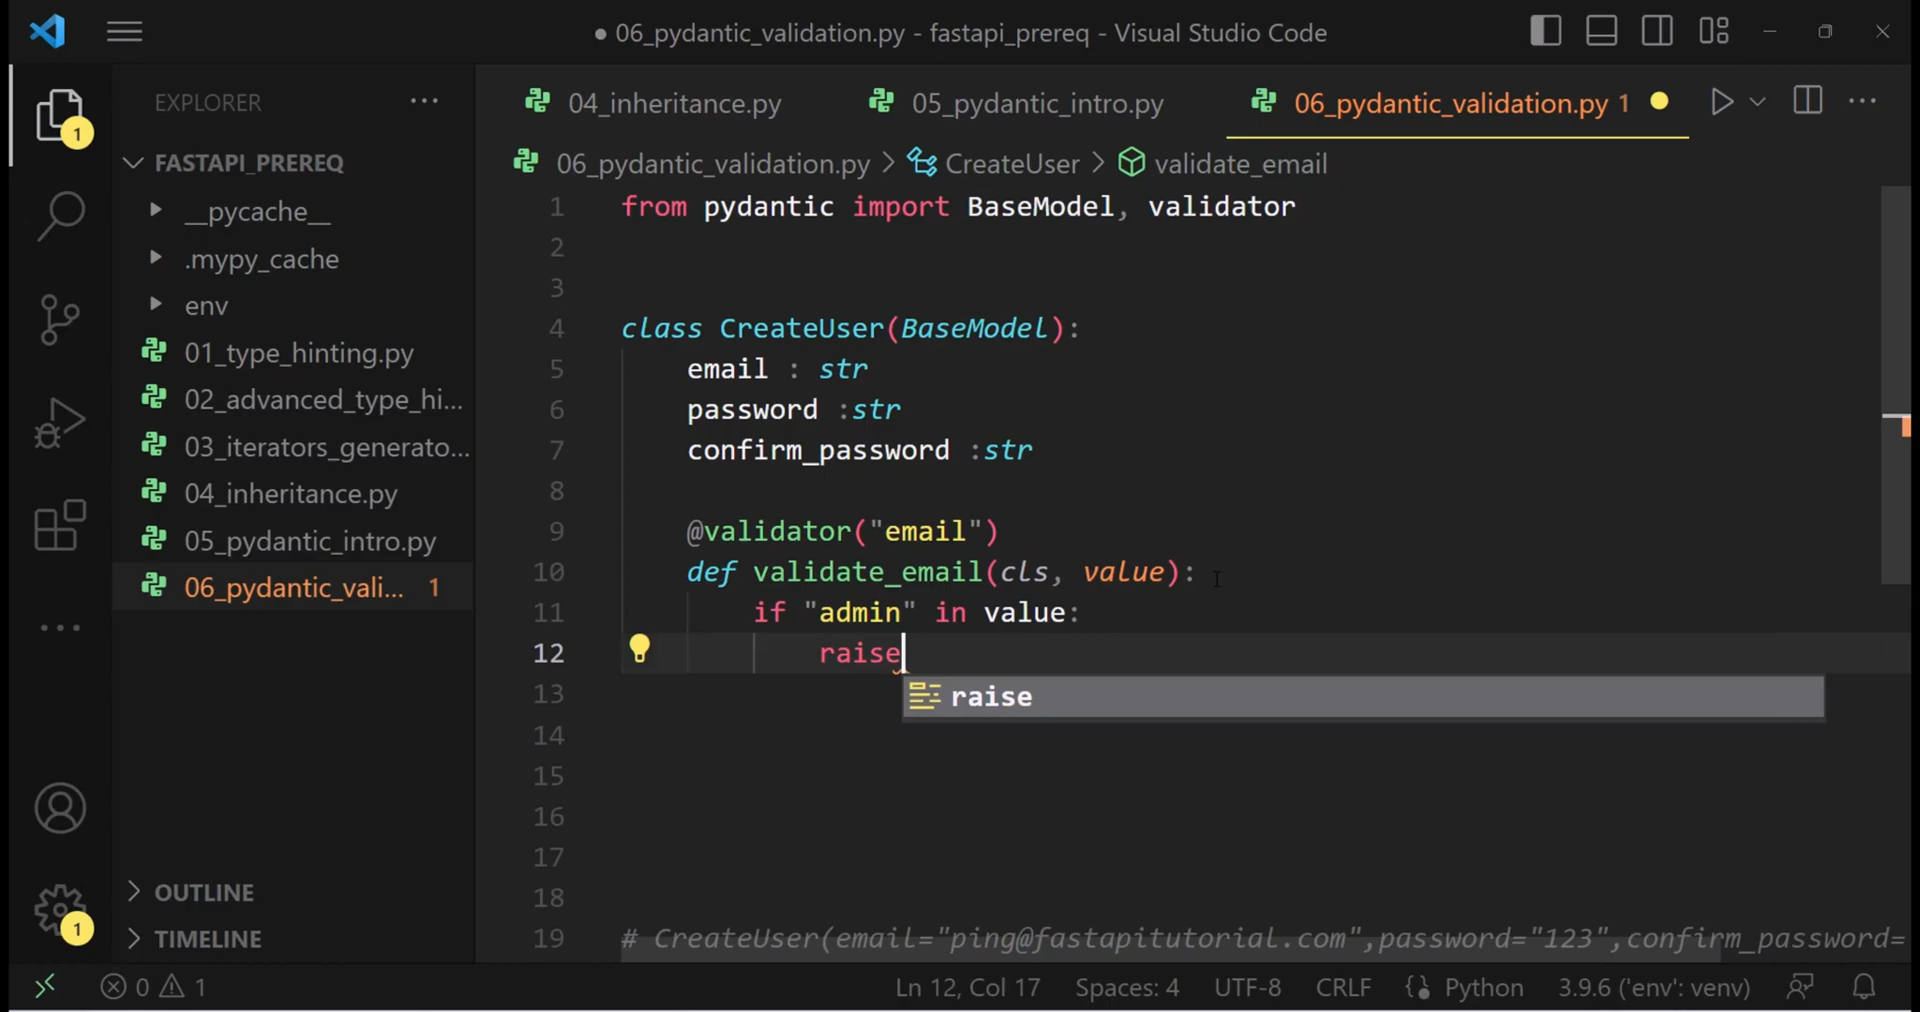 ● 06_pydantic_validation.py - fastapi_prereq - Visual Studio Code
EXPLORER
1
FASTAPI_PREREQ
__pycache__
.mypy_cache
env
01_type_hinting.py
02_advanced_type_hi...
03_iterators_generato...
04_inheritance.py
05_pydantic_intro.py
06_pydantic_vali... 1
OUTLINE
TIMELINE
1
04_inheritance.py 05_pydantic_intro.py 06_pydantic_validation.py 1
06_pydantic_validation.py > CreateUser > validate_email
1 from pydantic import BaseModel, validator
2
3
4 class CreateUser(BaseModel):
5 email : str
6 password :str
7 confirm_password :str
8
9 @validator("email")
10 def validate_email(cls, value):
11 if "admin" in value:
12 raise
raise
13
14
15
16
17
18
19 # CreateUser(email="ping@fastapitutorial.com",password="123",confirm_password=
0 1 Ln 12, Col 17 Spaces: 4 UTF-8 CRLF Python 3.9.6 ('env': venv)